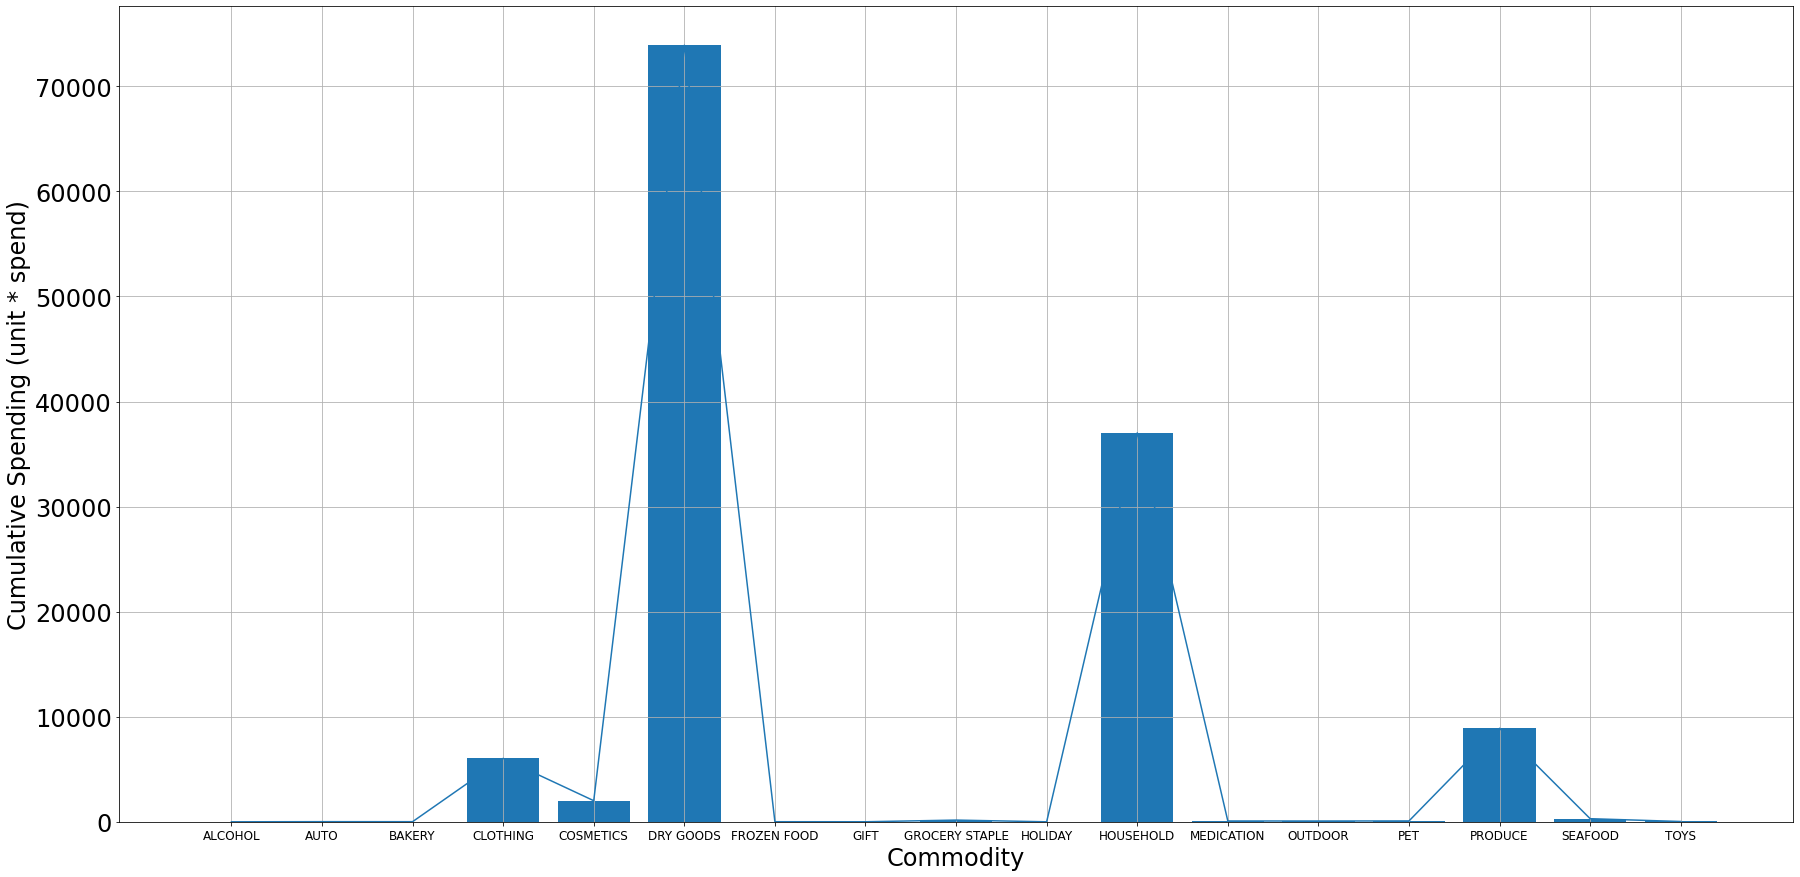 Cumulative Spending (unit * spend)
70000
60000
50000
40000
30000
20000
10000
0
ALCOHOL AUTO BAKERY CLOTHING COSMETICS DRY GOODS FROZEN FOOD GIFT GROCERY STAPLE HOLIDAY HOUSEHOLD MEDICATION OUTDOOR PET PRODUCE SEAFOOD TOYS
Commodity